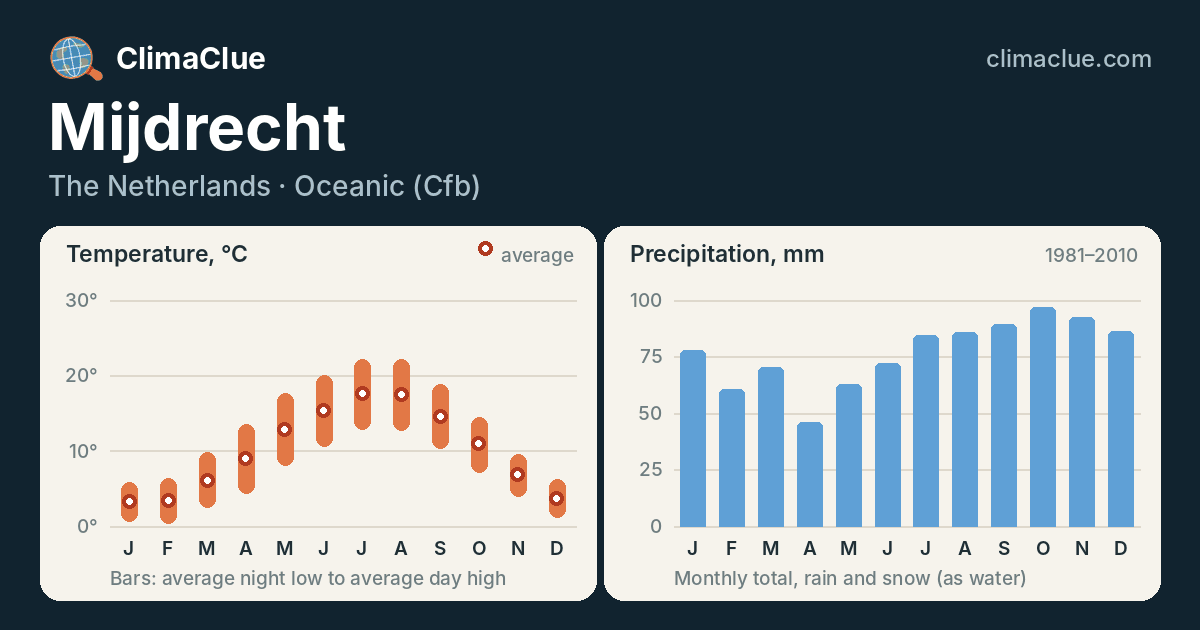 ClimaClue
climaclue.com
Mijdrecht
The Netherlands · Oceanic (Cfb)
Temperature, °C
average
30°
20°
10°
0°
J F M A M J J A S O N D
Bars: average night low to average day high
Precipitation, mm
1981–2010
100
75
50
25
0
J F M A M J J A S O N D
Monthly total, rain and snow (as water)